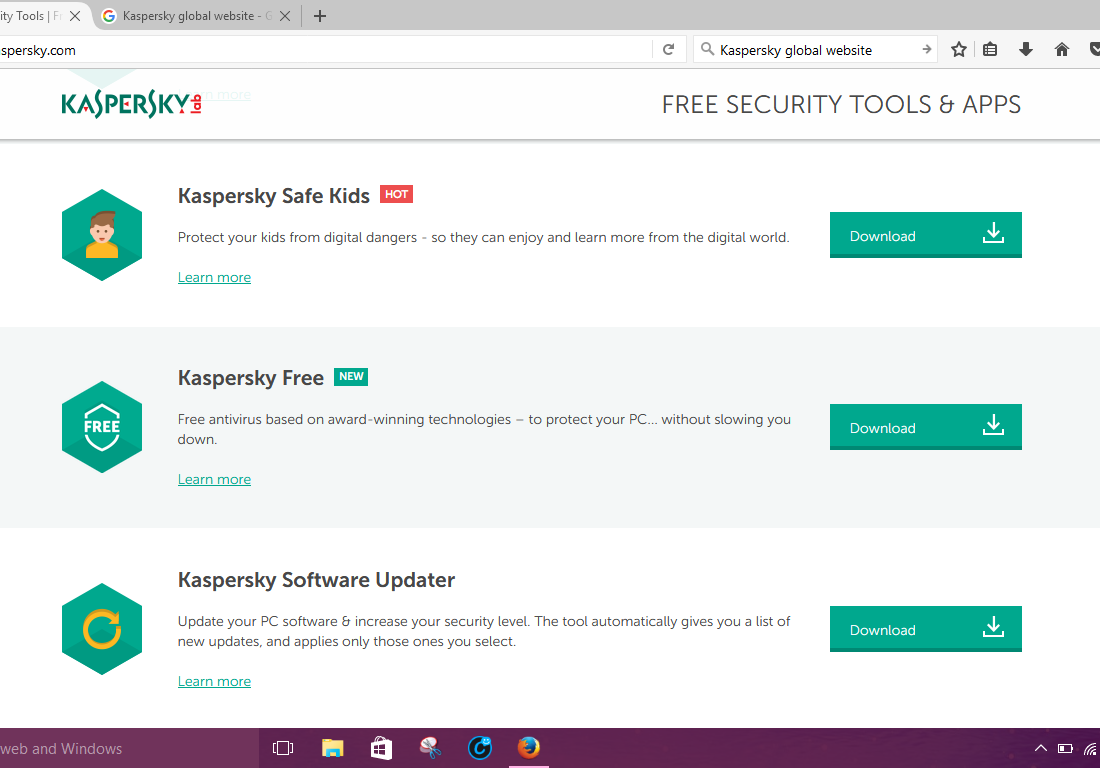 ity Tools | Fr
Kaspersky global website - G
spersky.com
Kaspersky global website
KASPERSKY lab
n more
FREE SECURITY TOOLS & APPS
Kaspersky Safe Kids HOT
Protect your kids from digital dangers - so they can enjoy and learn more from the digital world.
Download
Learn more
Kaspersky Free NEW
FREE
Free antivirus based on award-winning technologies – to protect your PC... without slowing you
down.
Download
Learn more
Kaspersky Software Updater
Update your PC software & increase your security level. The tool automatically gives you a list of
new updates, and applies only those ones you select.
Download
Learn more
web and Windows